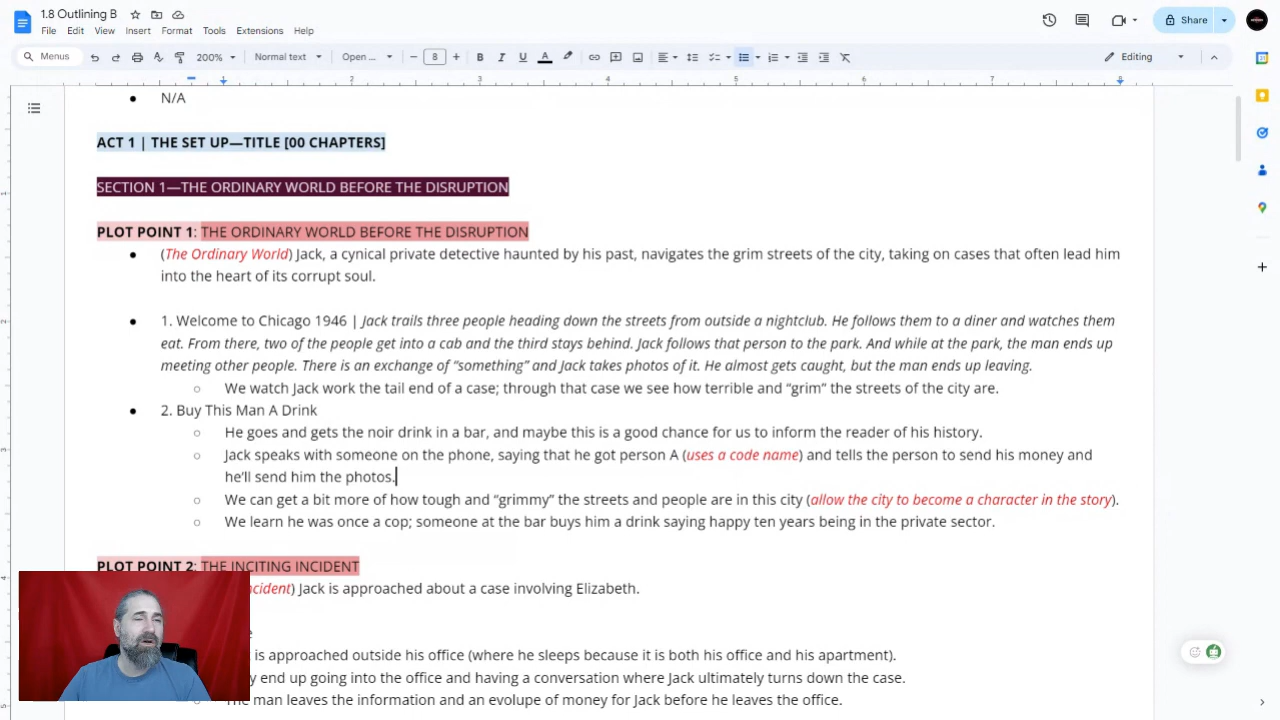 1.8 Outlining B
File Edit View Insert Format Tools Extensions Help
Share
Menus 200% Normal text Open ... 8 B I U A Editing
2 3 4 5 6 7
N/A
ACT 1 | THE SET UP—TITLE [00 CHAPTERS]
SECTION 1—THE ORDINARY WORLD BEFORE THE DISRUPTION
PLOT POINT 1: THE ORDINARY WORLD BEFORE THE DISRUPTION
● (The Ordinary World) Jack, a cynical private detective haunted by his past, navigates the grim streets of the city, taking on cases that often lead him
into the heart of its corrupt soul.
● 1. Welcome to Chicago 1946 | Jack trails three people heading down the streets from outside a nightclub. He follows them to a diner and watches them
eat. From there, two of the people get into a cab and the third stays behind. Jack follows that person to the park. And while at the park, the man ends up
meeting other people. There is an exchange of “something” and Jack takes photos of it. He almost gets caught, but the man ends up leaving.
○ We watch Jack work the tail end of a case; through that case we see how terrible and “grim” the streets of the city are.
● 2. Buy This Man A Drink
○ He goes and gets the noir drink in a bar, and maybe this is a good chance for us to inform the reader of his history.
○ Jack speaks with someone on the phone, saying that he got person A (uses a code name) and tells the person to send his money and
he’ll send him the photos.
○ We can get a bit more of how tough and “grimmy” the streets and people are in this city (allow the city to become a character in the story).
○ We learn he was once a cop; someone at the bar buys him a drink saying happy ten years being in the private sector.
PLOT POINT 2: THE INCITING INCIDENT
) Jack is approached about a case involving Elizabeth.
is approached outside his office (where he sleeps because it is both his office and his apartment).
end up going into the office and having a conversation where Jack ultimately turns down the case.
The man leaves the information and an evolupe of money for Jack before he leaves the office.